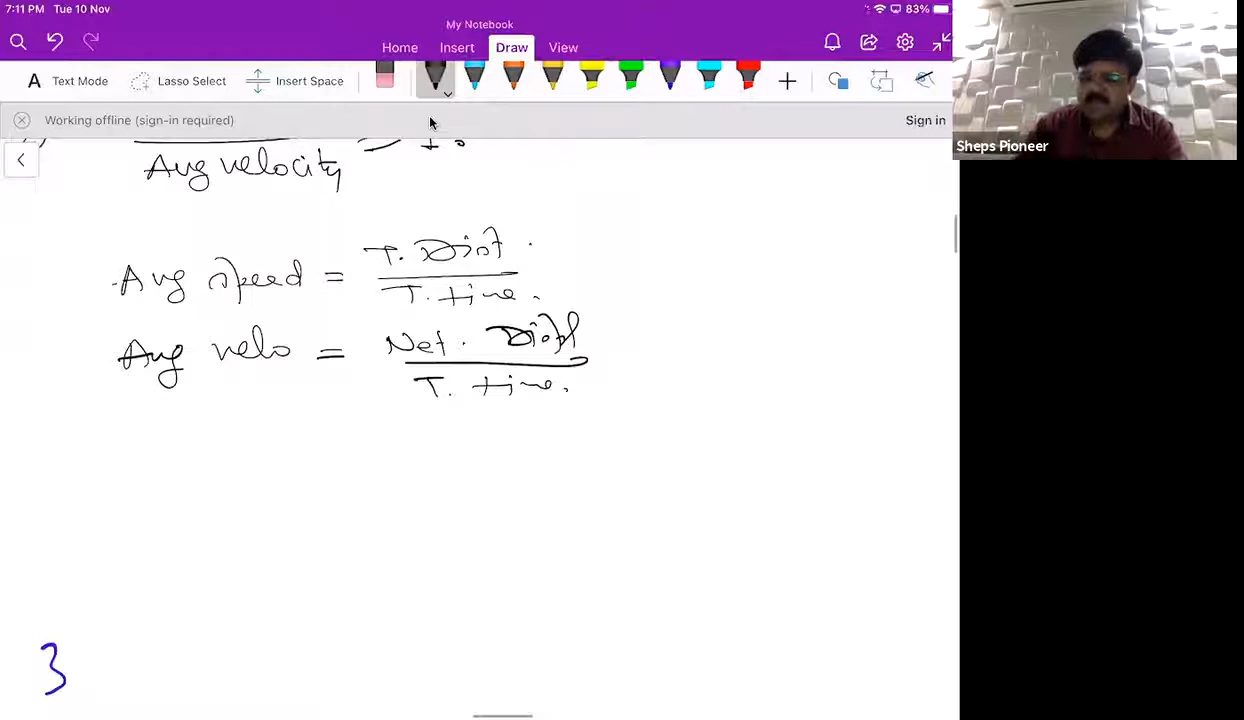 7:11 PM Tue 10 Nov
83%
My Notebook
Home Insert Draw View
A Text Mode Lasso Select Insert Space
Working offline (sign-in required) Sign in
Sheps Pioneer
Avg velocity
Avg speed = T. Dist.
T. time.
Avg velo = Net. Displ
T. time.
3